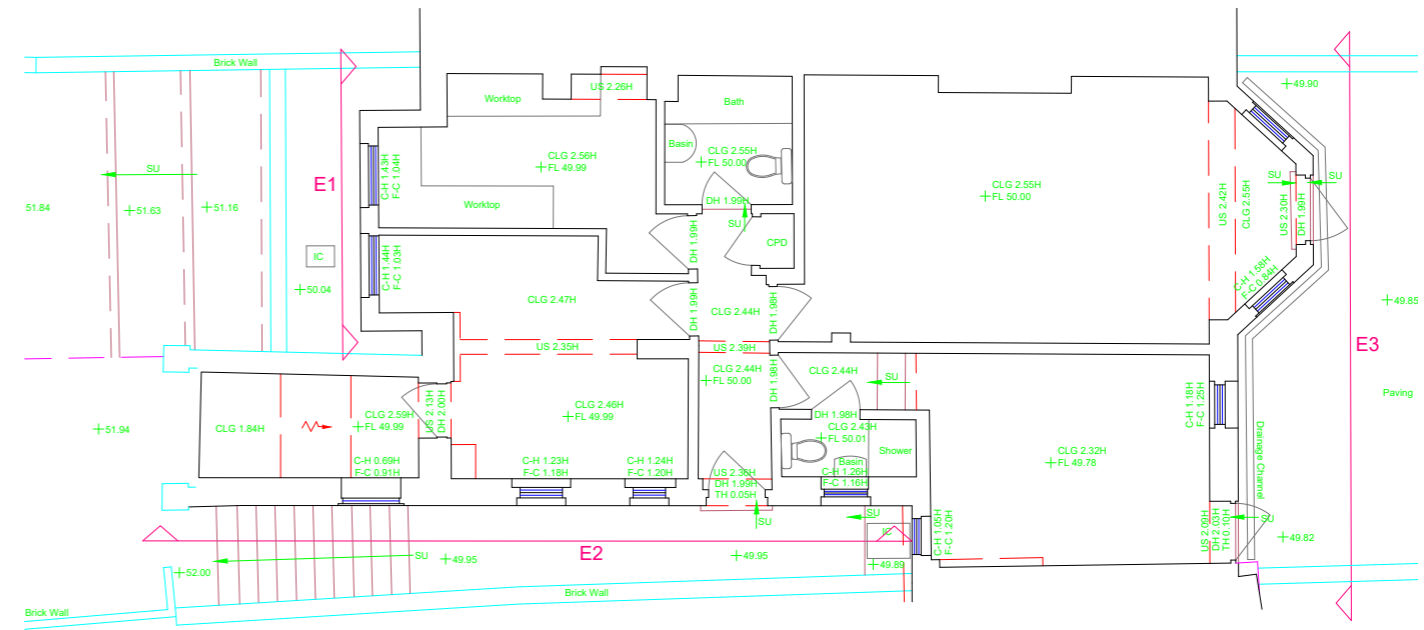 Brick Wall
US 2.26H
Worktop
Bath
49.90
Basin
CLG 2.55H
FL 50.00
CLG 2.56H
FL 49.99
C-H 1.43H
F-C 1.04H
SU
E1
51.84
51.63
51.16
Worktop
DH 1.99H
SU
CPD
DH 1.99H
CLG 2.55H
FL 50.00
US 2.42H
CLG 2.55H
SU
SU
US 2.30H
DH 1.99H
IC
C-H 1.44H
F-C 1.03H
50.04
CLG 2.47H
DH 1.99H
CLG 2.44H
DH 1.98H
C-H 1.58H
F-C 0.84H
49.85
E3
US 2.35H
US 2.39H
CLG 2.44H
FL 50.00
DH 1.98H
CLG 2.44H
SU
C-H 1.18H
F-C 1.25H
Paving
51.94
CLG 1.84H
CLG 2.59H
FL 49.99
US 2.13H
DH 2.00H
CLG 2.46H
FL 49.99
DH 1.98H
CLG 2.43H
FL 50.01
Shower
Basin
CLG 2.32H
FL 49.78
Drainage Channel
C-H 0.69H
F-C 0.91H
C-H 1.23H
F-C 1.18H
C-H 1.24H
F-C 1.20H
US 2.36H
DH 1.99H
TH 0.05H
C-H 1.26H
F-C 1.16H
SU
SU
IC
C-H 1.05H
F-C 1.20H
US 2.09H
DH 2.03H
TH 0.10H
SU
49.82
E2
SU
49.95
49.95
49.89
52.00
Brick Wall
Brick Wall